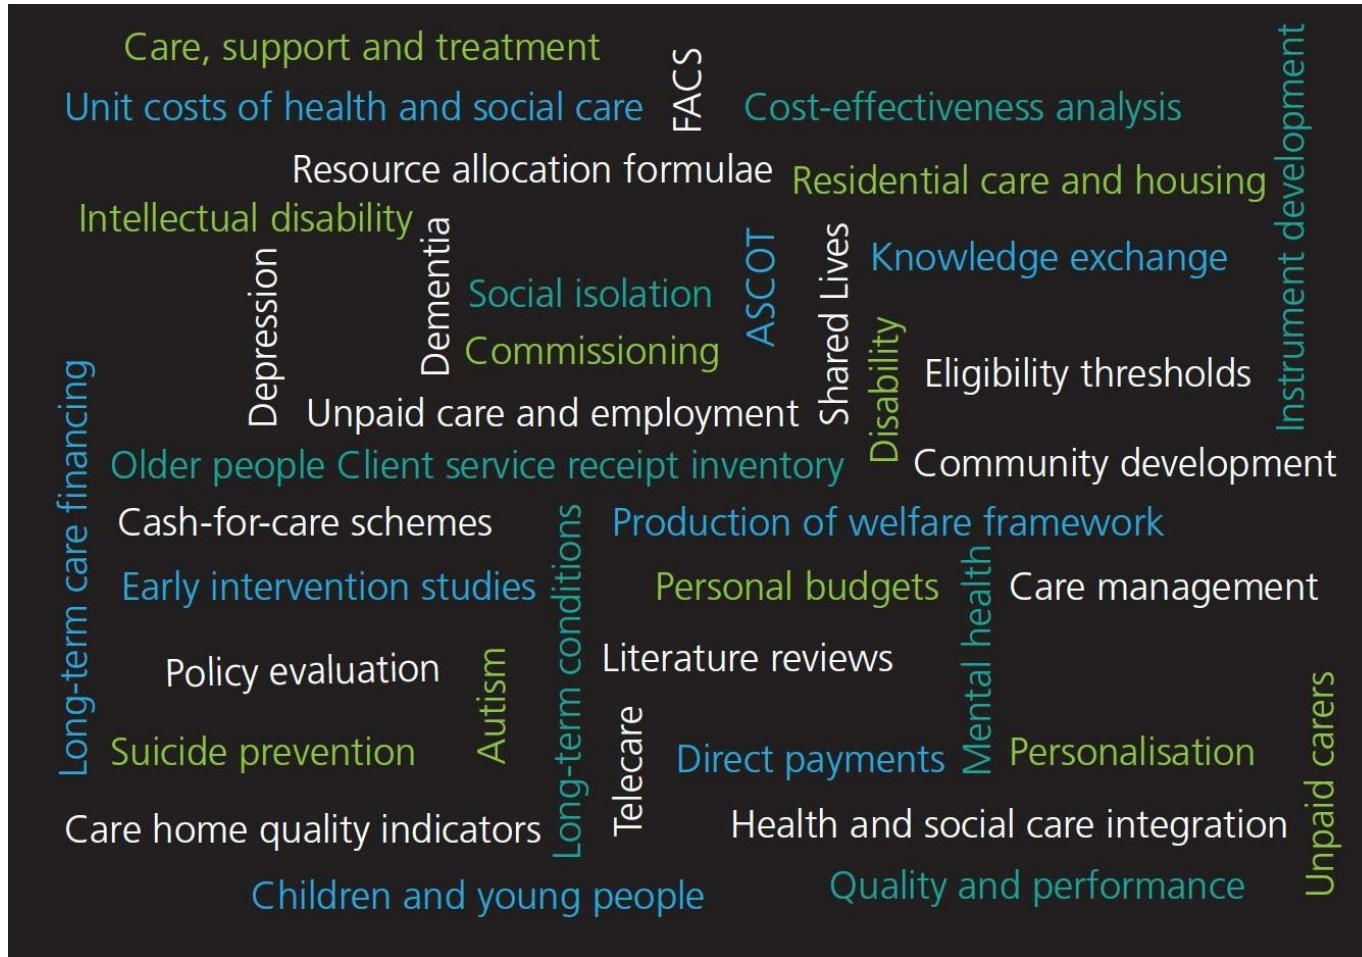 Care, support and treatment
Unit costs of health and social care
FACS
Cost-effectiveness analysis
Instrument development
Resource allocation formulae
Residential care and housing
Intellectual disability
Depression
Dementia
Social isolation
ASCOT
Shared Lives
Knowledge exchange
Commissioning
Disability
Eligibility thresholds
Long-term care financing
Unpaid care and employment
Older people
Client service receipt inventory
Community development
Cash-for-care schemes
Long-term conditions
Production of welfare framework
Early intervention studies
Personal budgets
Mental health
Care management
Policy evaluation
Autism
Literature reviews
Unpaid carers
Suicide prevention
Telecare
Direct payments
Personalisation
Care home quality indicators
Health and social care integration
Children and young people
Quality and performance